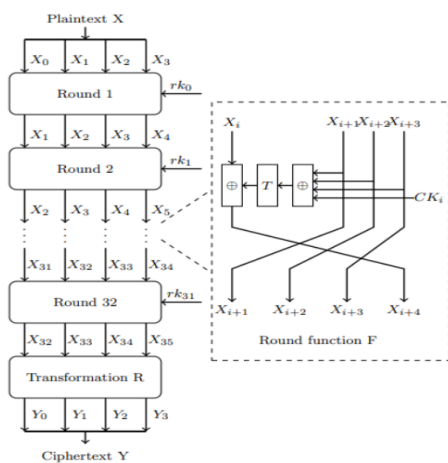 Plaintext X
X0 X1 X2 X3
Round 1
rk0
X1 X2 X3 X4
Round 2
rk1
X2 X3 X4 X5
X31 X32 X33 X34
Round 32
rk31
X32 X33 X34 X35
Transformation R
Y0 Y1 Y2 Y3
Ciphertext Y
Xi Xi+1 Xi+2 Xi+3
⊕ T ⊕
CKi
Xi+1 Xi+2 Xi+3 Xi+4
Round function F